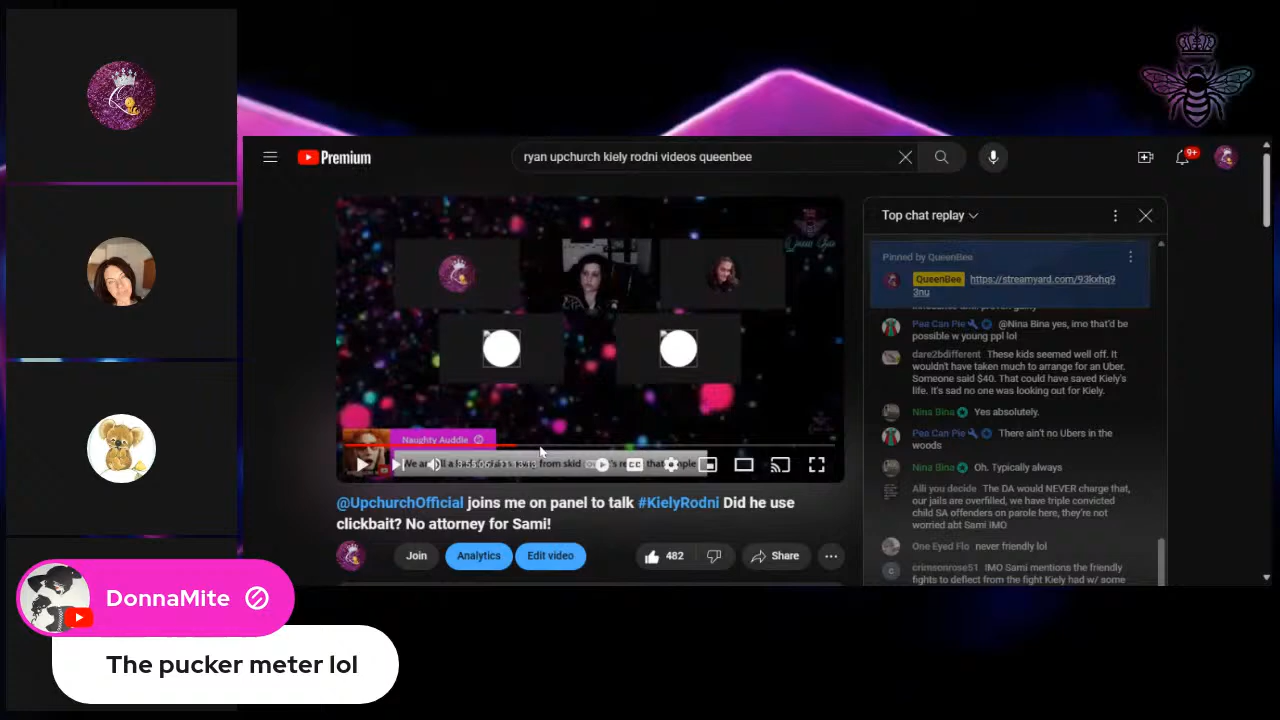 Premium
ryan upchurch kiely rodni videos queenbee
9+
Queen Bee
Naughty Auddie
@UpchurchOfficial joins me on panel to talk #KielyRodni Did he use
clickbait? No attorney for Sami!
Join
Analytics
Edit video
482
Share
Top chat replay
Pinned by QueenBee
QueenBee https://streamyard.com/93kxhq9
3nu
Pea Can Pie @Nina Bina yes, imo that'd be
possible w young ppl lol
dare2bdifferent These kids seemed well off. It
wouldn't have taken much to arrange for an Uber.
Someone said $40. That could have saved Kiely's
life. It's sad no one was looking out for Kiely.
Nina Bina Yes absolutely.
Pea Can Pie There ain't no Ubers in the
woods
Nina Bina Oh. Typically always
Alli you decide The DA would NEVER charge that,
our jails are overfilled, we have triple convicted
child SA offenders on parole here, they're not
worried abt Sami IMO
One Eyed Flo never friendly lol
crimsonrose51 IMO Sami mentions the friendly
fights to deflect from the fight Kiely had w/ some
DonnaMite
The pucker meter lol